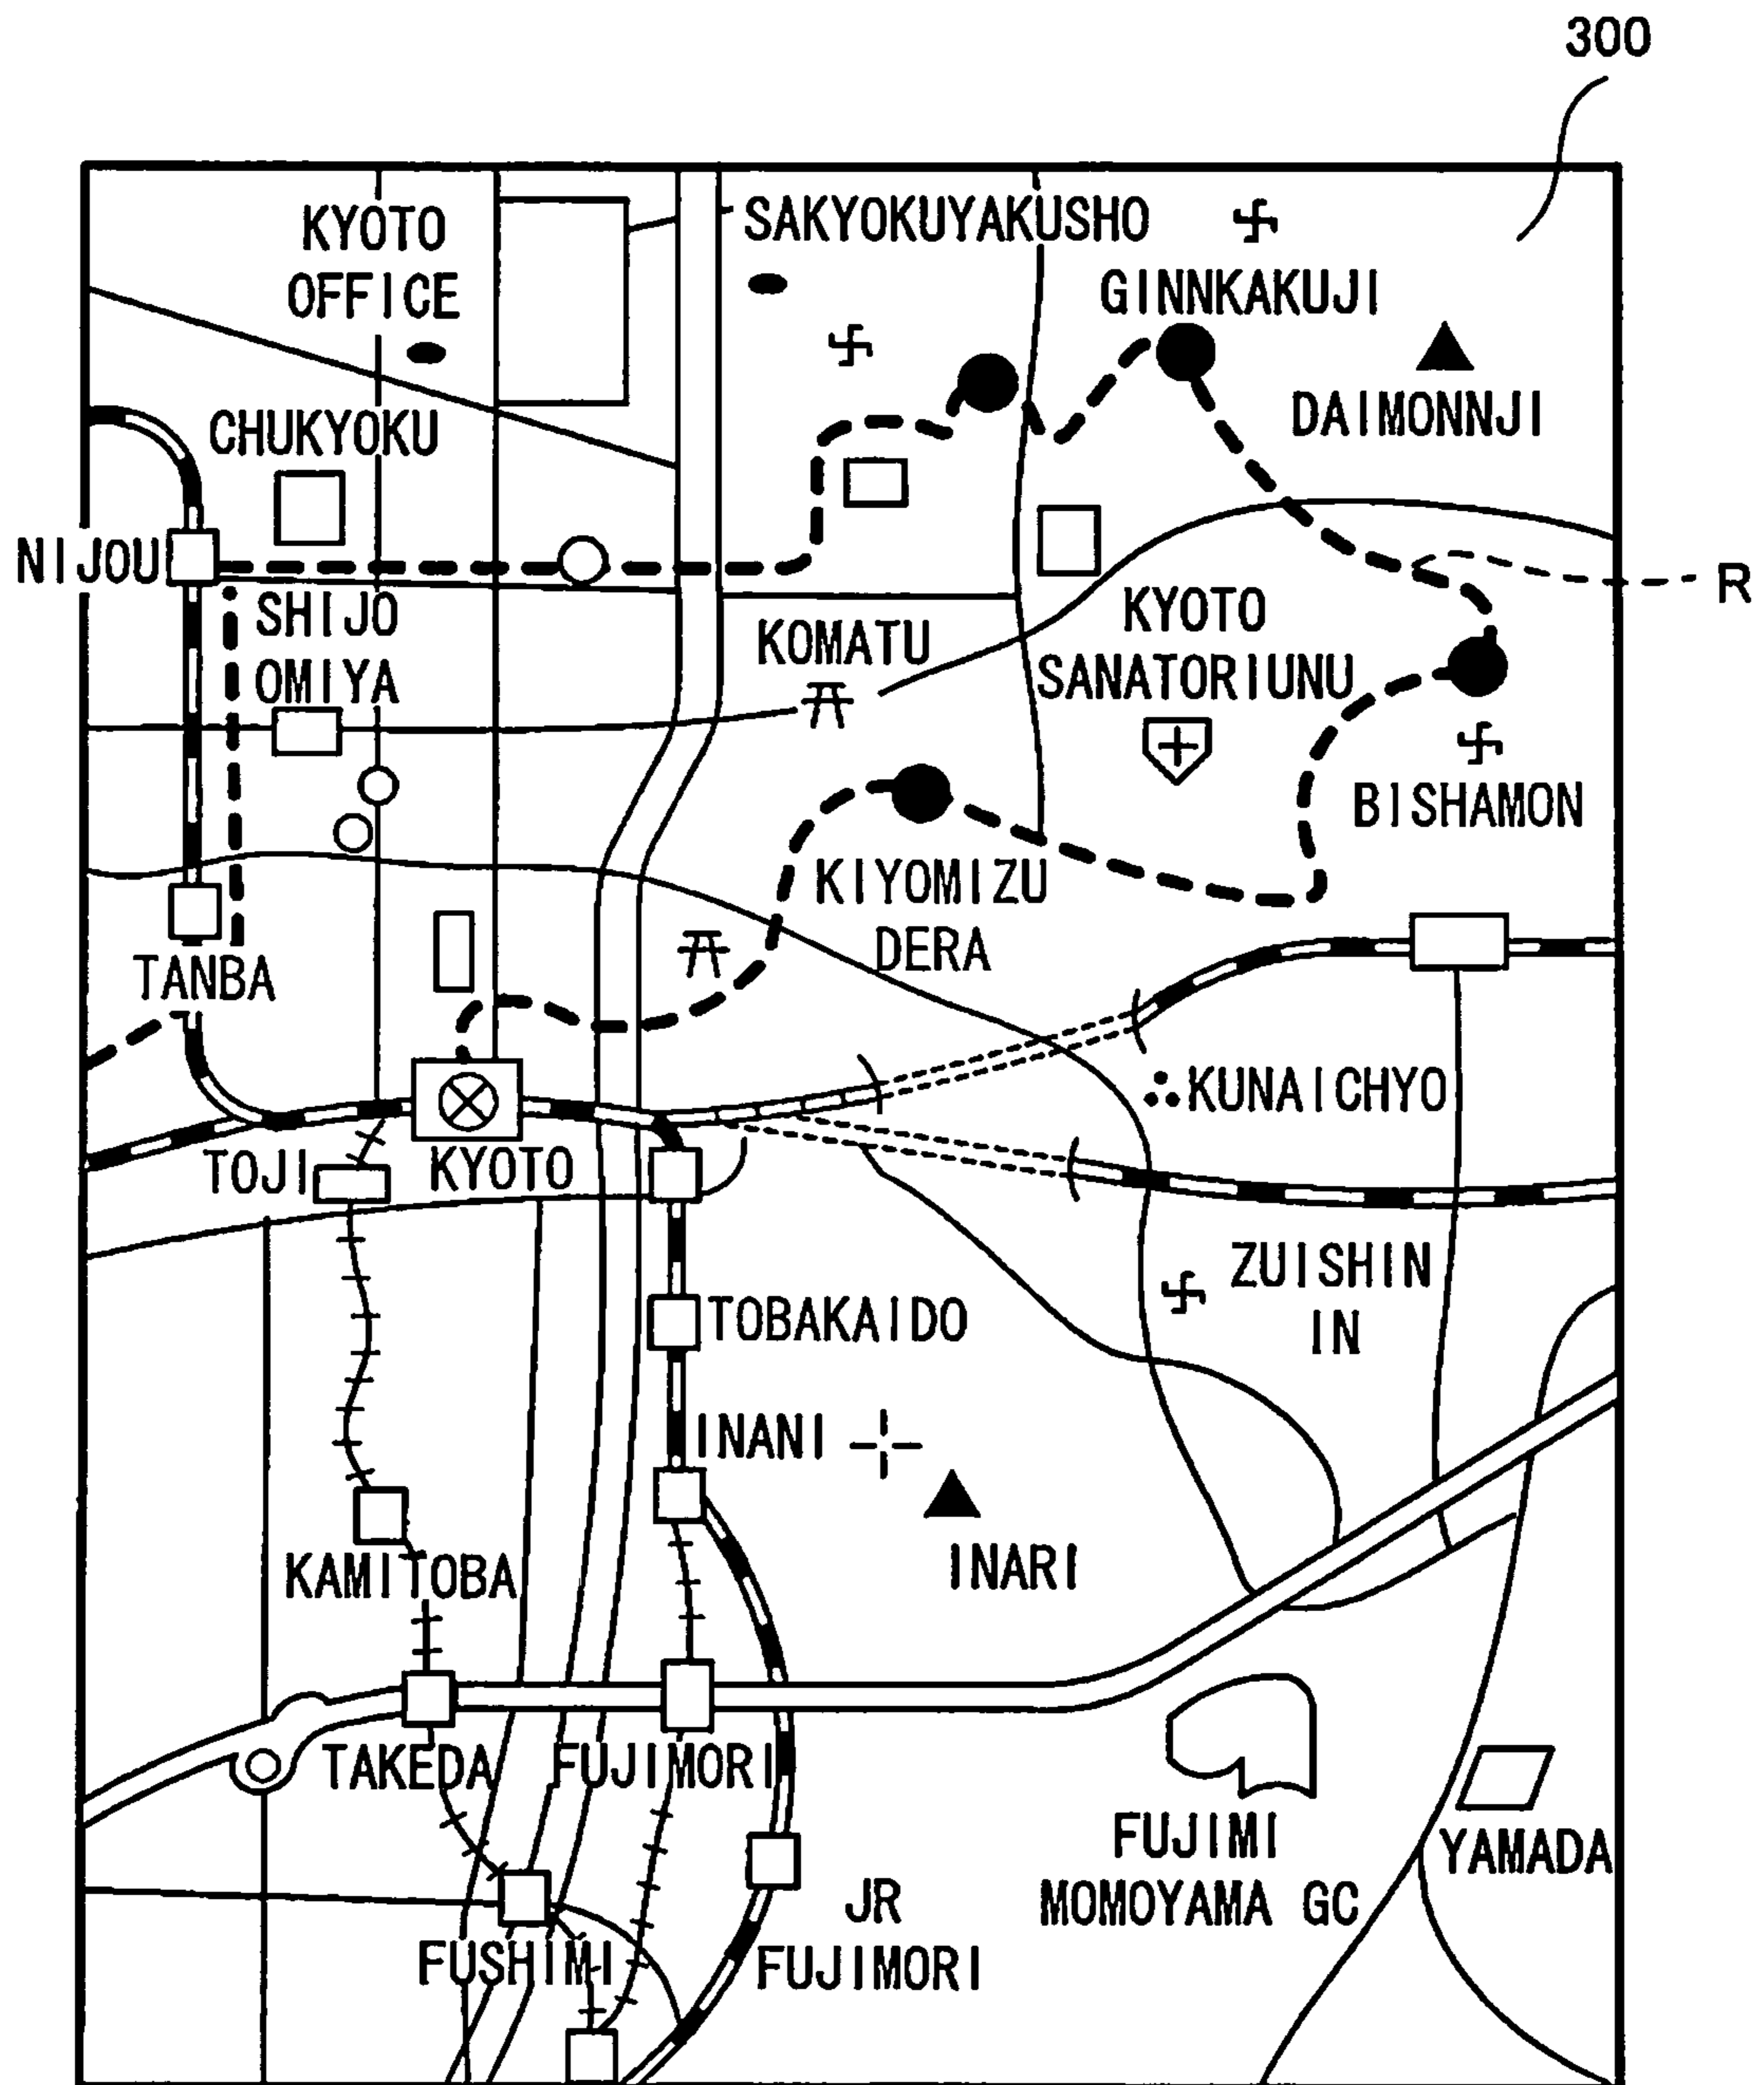 300
KYOTO
OFFICE
SAKYOKUYAKUSHO
GINNKAKUJI
DAIMONNJI
CHUKYOKU
NIJOU
R
SHIJO
OMIYA
KOMATU
KYOTO
SANATORIUNU
BISHAMON
KIYOMIZU
DERA
TANBA
KUNAICHYO
TOJI
KYOTO
ZUISHIN
IN
TOBAKAIDO
INANI
INARI
KAMITOBA
TAKEDA
FUJIMORI
FUJIMI
MOMOYAMA GC
YAMADA
JR
FUJIMORI
FUSHIMI